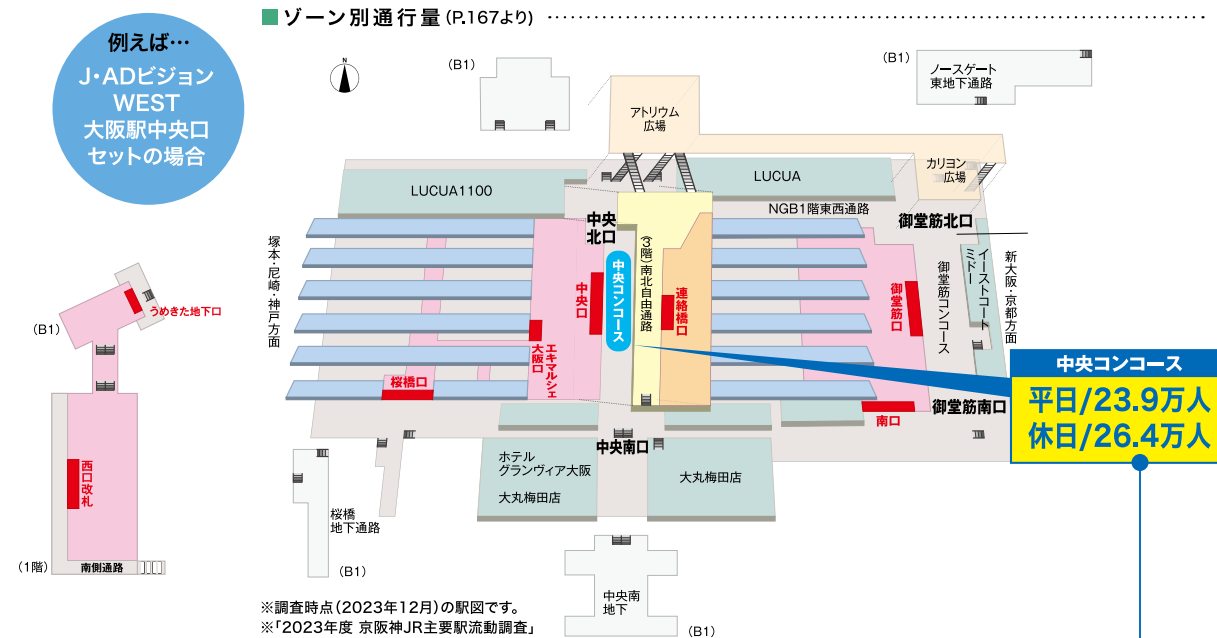 ■ゾーン別通行量(P.167より)
例えば…
J・ADビジョン
WEST
大阪駅中央口
セットの場合
N
(B1)
(B1)
ノースゲート
東地下通路
アトリウム
広場
カリヨン
広場
LUCUA1100
LUCUA
NGB1階東西通路
中央
北口
御堂筋北口
塚本・尼崎・神戸方面
中央口
中央コンコース
(3階)南北自由通路
連絡橋口
御堂筋口
御堂筋コンコース
イーストコート
ミドー
新大阪・京都方面
うめきた地下口
(B1)
エキマルシェ
大阪口
桜橋口
中央コンコース
平日/23.9万人
休日/26.4万人
南口
御堂筋南口
中央南口
西口改札
ホテル
グランヴィア大阪
大丸梅田店
大丸梅田店
桜橋
地下通路
(1階)
南側通路
(B1)
中央南
地下
(B1)
※調査時点(2023年12月)の駅図です。
※「2023年度 京阪神JR主要駅流動調査」